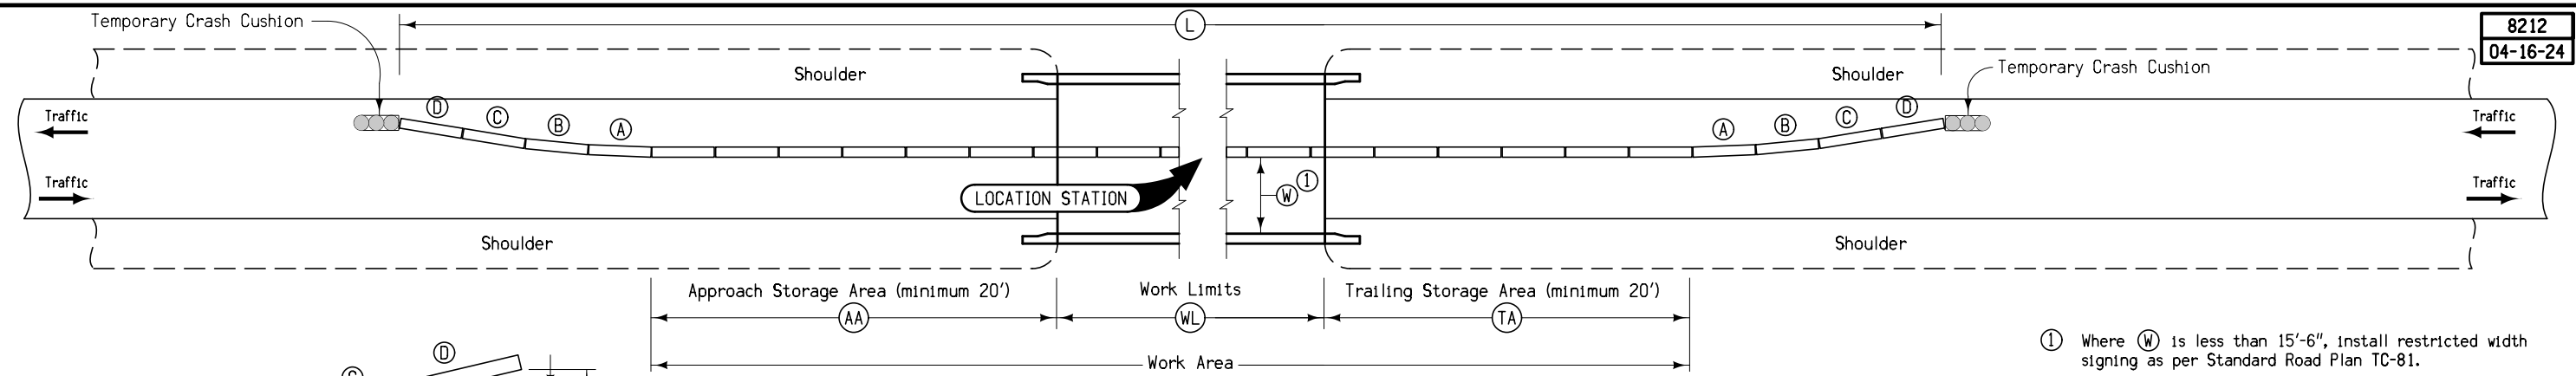 Temporary Crash Cushion
L
8212
04-16-24
Shoulder
Shoulder
Temporary Crash Cushion
D
C
B
A
A
B
C
D
Traffic
Traffic
Traffic
Traffic
LOCATION STATION
W 1
Shoulder
Shoulder
Approach Storage Area (minimum 20')
Work Limits
Trailing Storage Area (minimum 20')
AA
WL
TA
1 Where W is less than 15'-6", install restricted width
signing as per Standard Road Plan TC-81.
Work Area
D
C